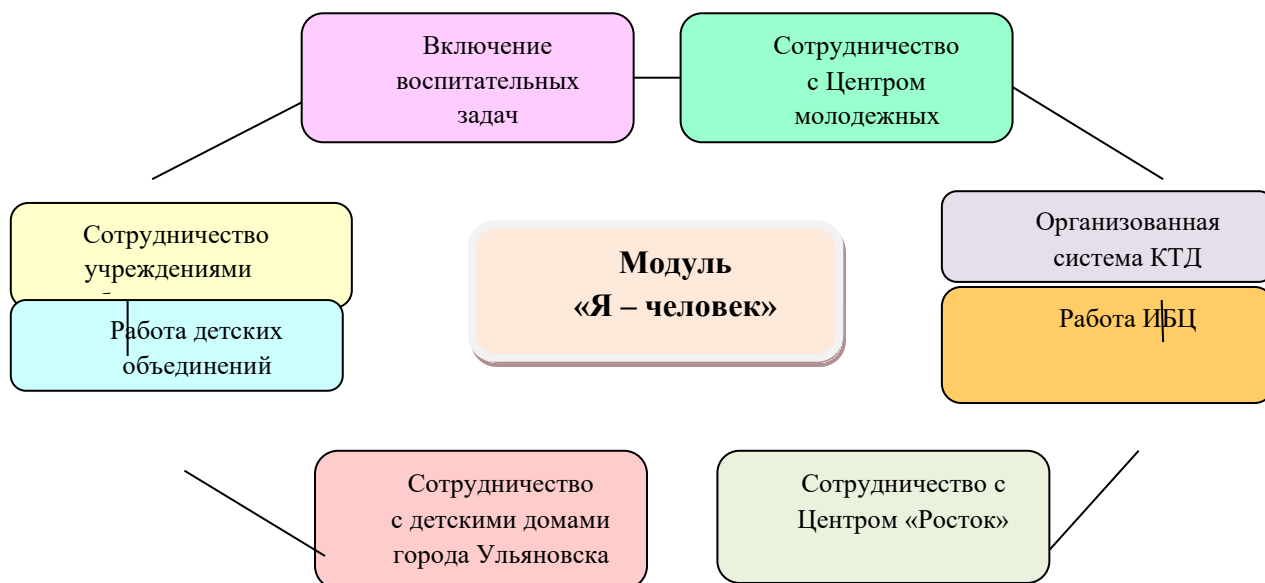 Включение
воспитательных
задач
Сотрудничество
с Центром
молодежных
Сотрудничество
учреждениями
Организованная
система КТД
Модуль
«Я – человек»
Работа детских
объединений
Работа ИБЦ
Сотрудничество
с детскими домами
города Ульяновска
Сотрудничество с
Центром «Росток»